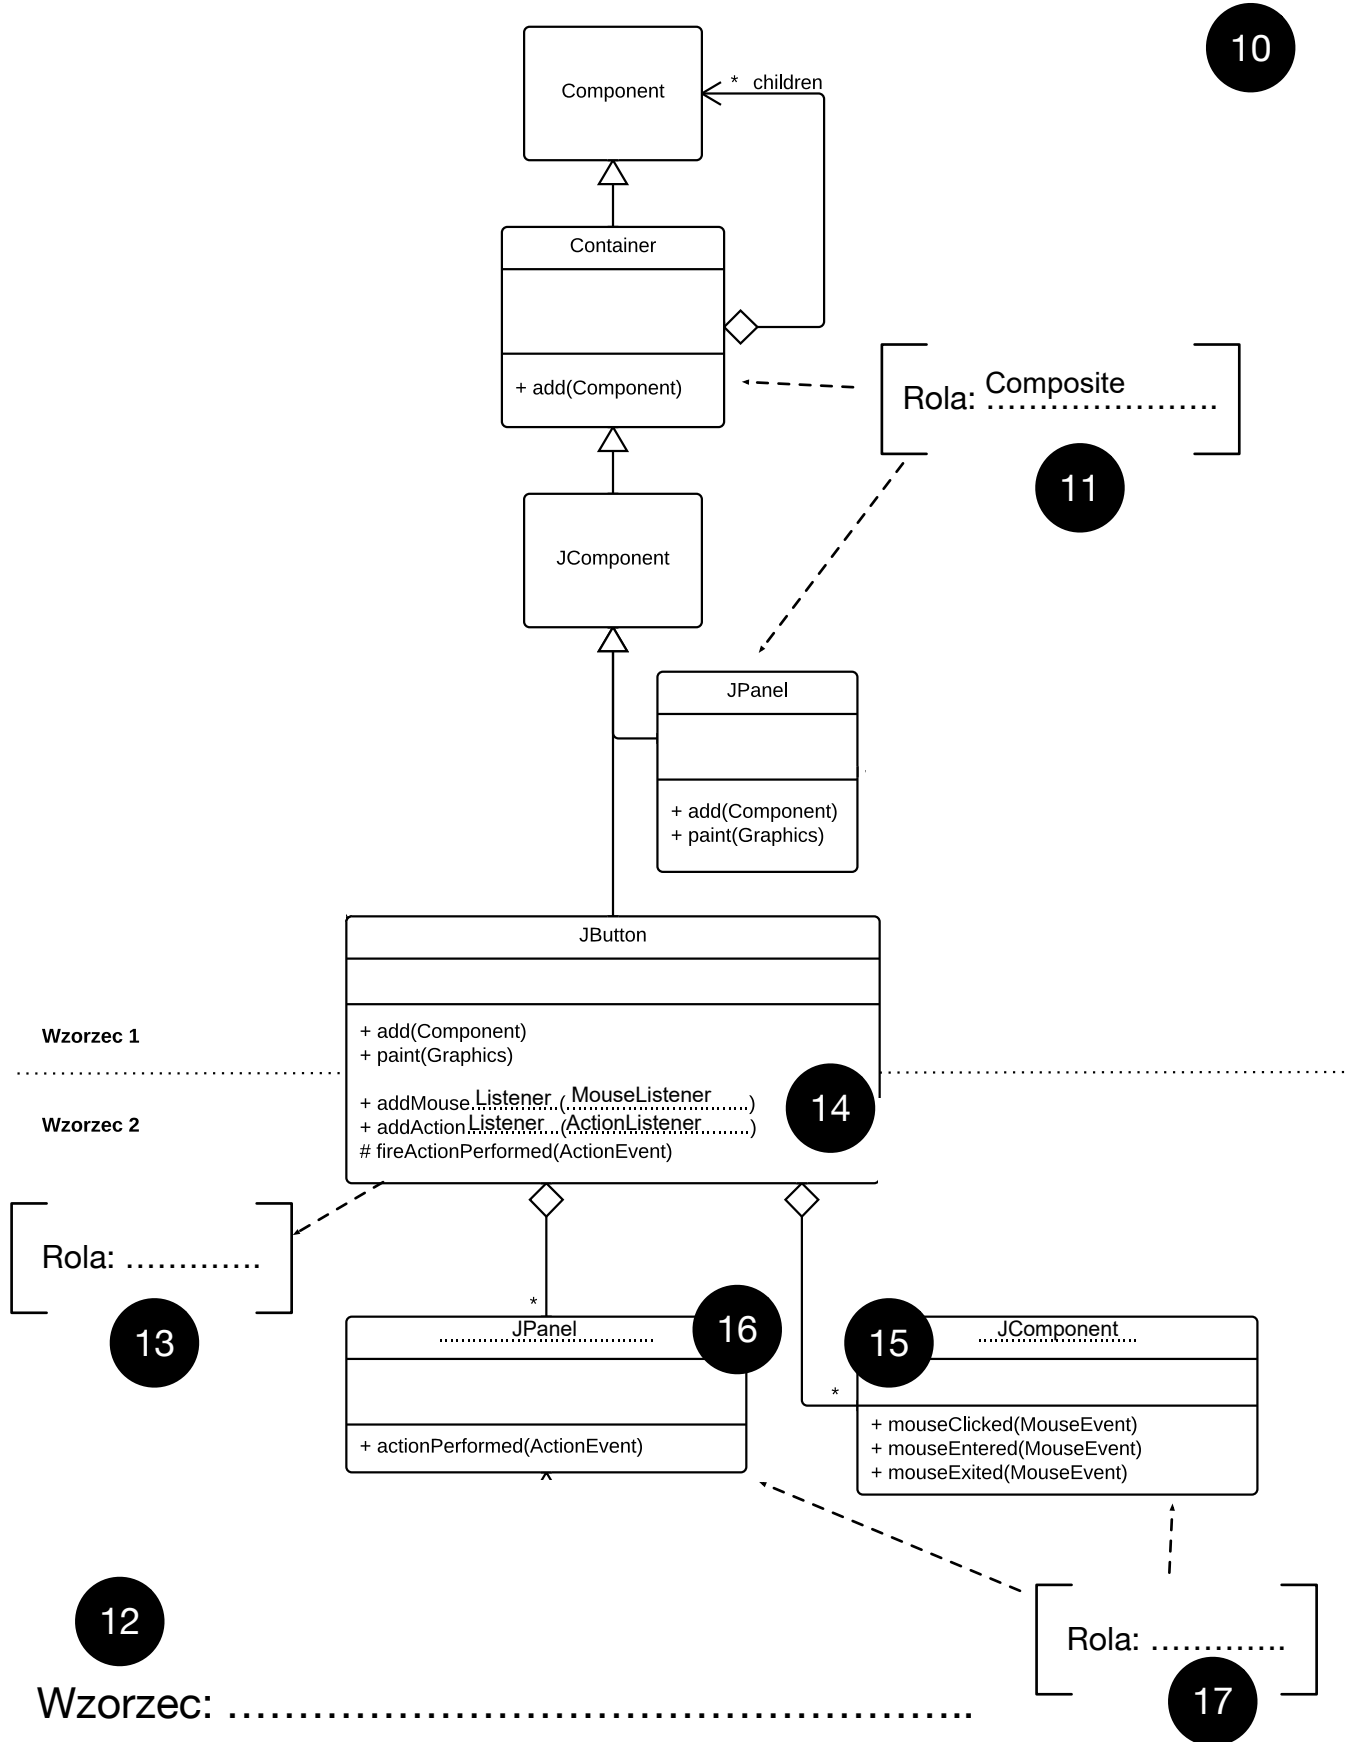 10
Component
* children
Container
+ add(Component)
Rola: Composite
11
JComponent
JPanel
+ add(Component)
+ paint(Graphics)
JButton
Wzorzec 1
+ add(Component)
+ paint(Graphics)
Wzorzec 2
+ addMouse Listener ( MouseListener )
+ addAction Listener (ActionListener )
# fireActionPerformed(ActionEvent)
14
Rola: .............
13
*
JPanel
16
+ actionPerformed(ActionEvent)
15
JComponent
*
+ mouseClicked(MouseEvent)
+ mouseEntered(MouseEvent)
+ mouseExited(MouseEvent)
12
Wzorzec: ......................................................
Rola: .............
17